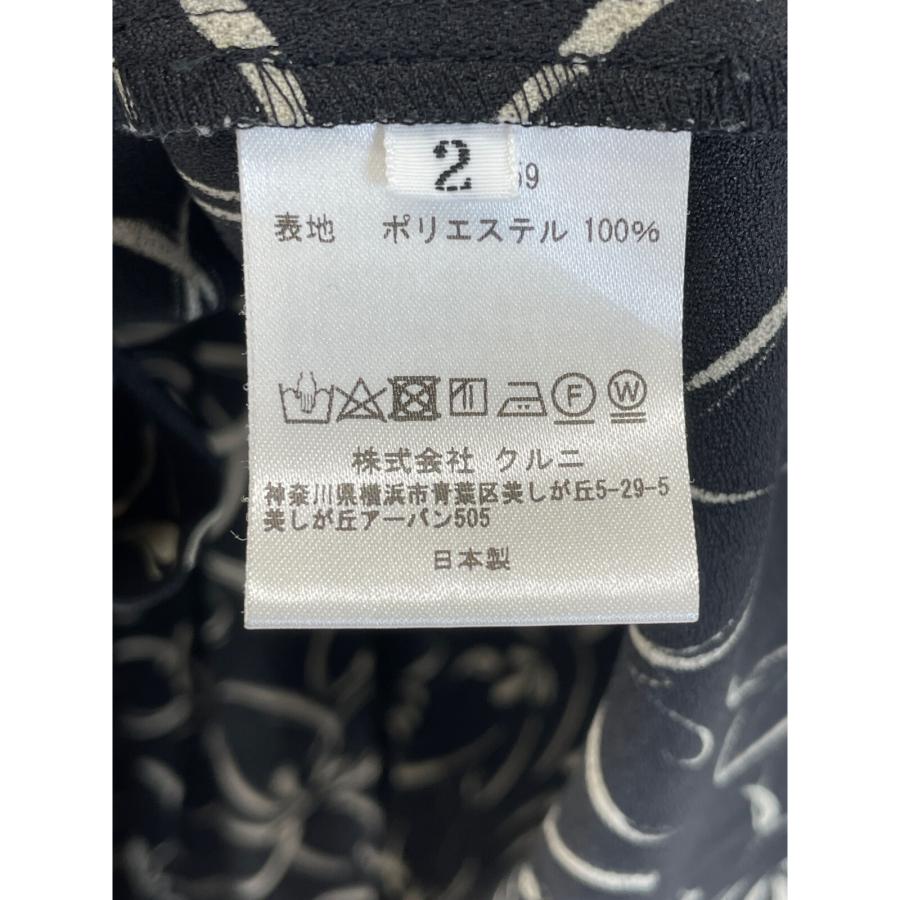 2
59
表地 ポリエステル 100%
F W
株式会社 クルニ
神奈川県横浜市青葉区美しが丘5-29-5
美しが丘アーバン505
日本製